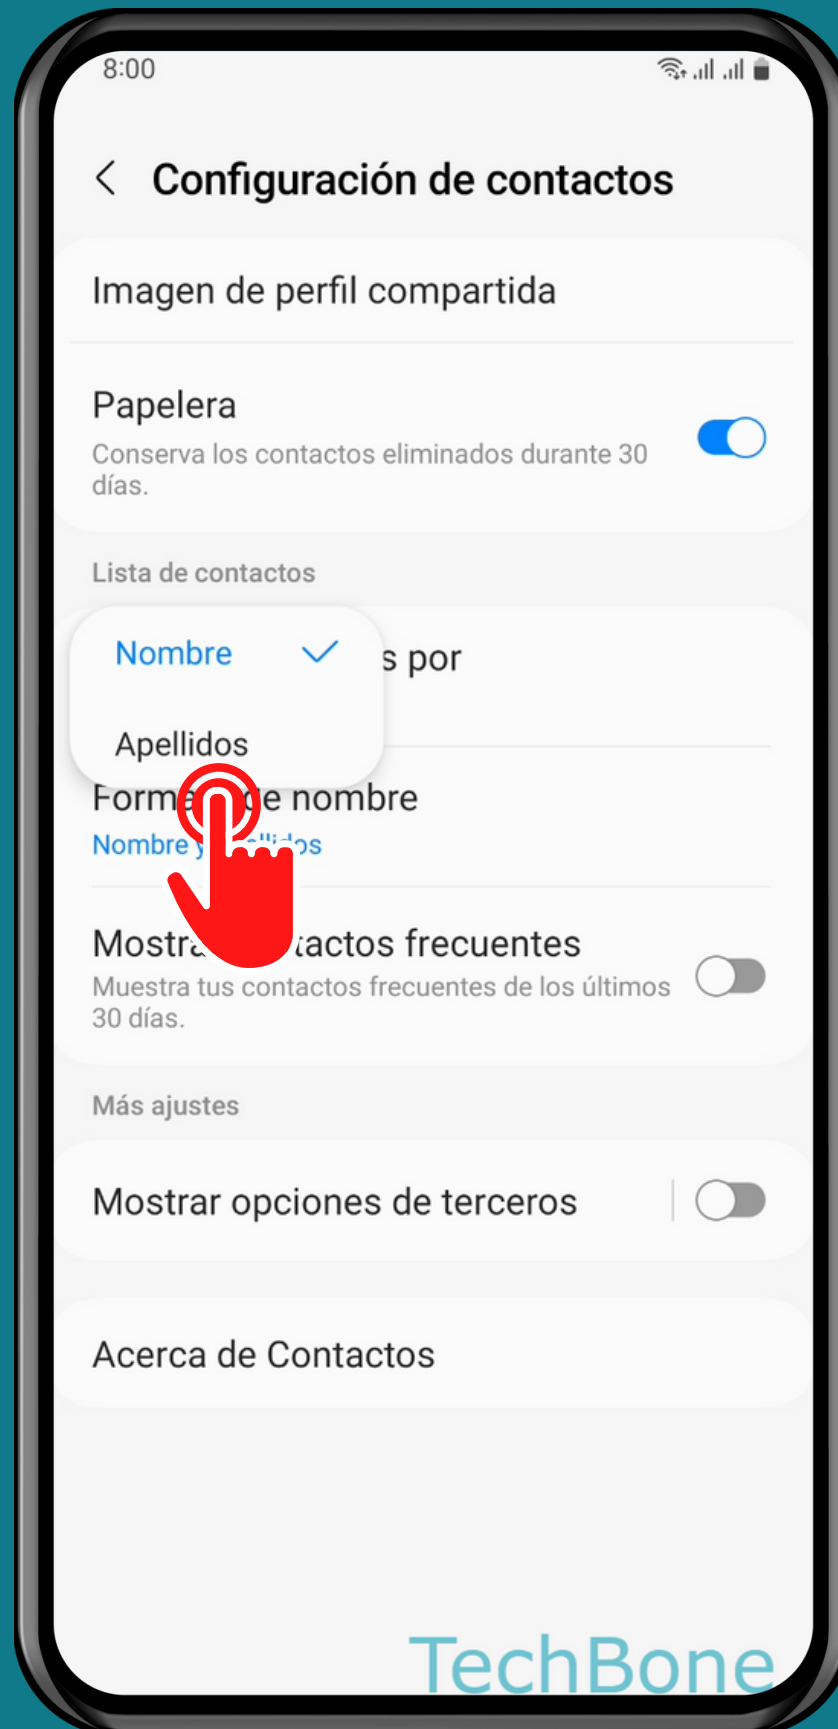 8:00
Configuración de contactos
Imagen de perfil compartida
Papelera
Conserva los contactos eliminados durante 30
días.
Lista de contactos
Nombre
s por
Apellidos
de nombre
Nombre y
Mostrar frecuentes
Muestra tus contactos frecuentes de los últimos
30 días.
Más ajustes
Mostrar opciones de terceros
Acerca de Contactos
TechBone